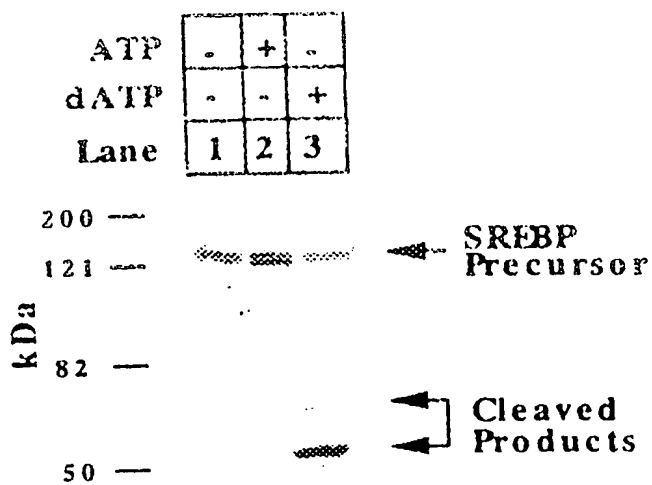 ATP - + -
dATP - - +
Lane 1 2 3
200
121
kDa
82
50
SREBP
Precursor
Cleaved
Products